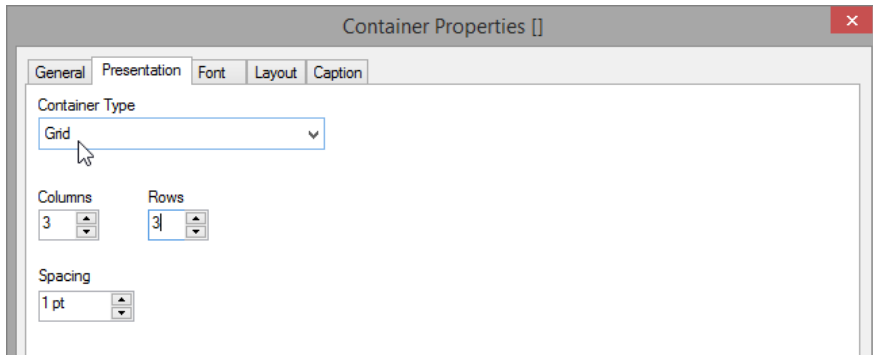 Container Properties []
General Presentation Font Layout Caption
Container Type
Grid
Columns Rows
3 3
Spacing
1 pt